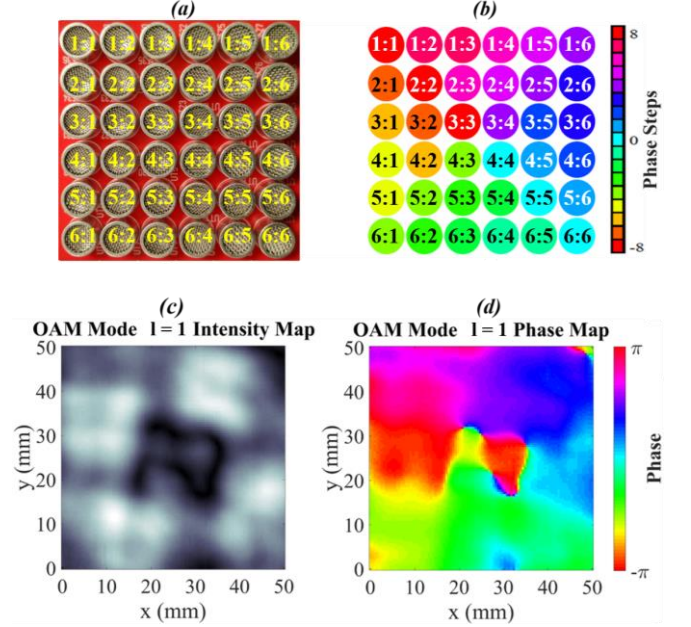 (a)
1:1 1:2 1:3 1:4 1:5 1:6
2:1 2:2 2:3 2:4 2:5 2:6
3:1 3:2 3:3 3:4 3:5 3:6
4:1 4:2 4:3 4:4 4:5 4:6
5:1 5:2 5:3 5:4 5:5 5:6
6:1 6:2 6:3 6:4 6:5 6:6
(b)
1:1 1:2 1:3 1:4 1:5 1:6
2:1 2:2 2:3 2:4 2:5 2:6
3:1 3:2 3:3 3:4 3:5 3:6
4:1 4:2 4:3 4:4 4:5 4:6
5:1 5:2 5:3 5:4 5:5 5:6
6:1 6:2 6:3 6:4 6:5 6:6
8
0
-8
Phase Steps
(c)
OAM Mode l = 1 Intensity Map
50
40
30
20
10
0
y (mm)
0 10 20 30 40 50
x (mm)
(d)
OAM Mode l = 1 Phase Map
50
40
30
20
10
0
y (mm)
0 10 20 30 40 50
x (mm)
π
-π
Phase